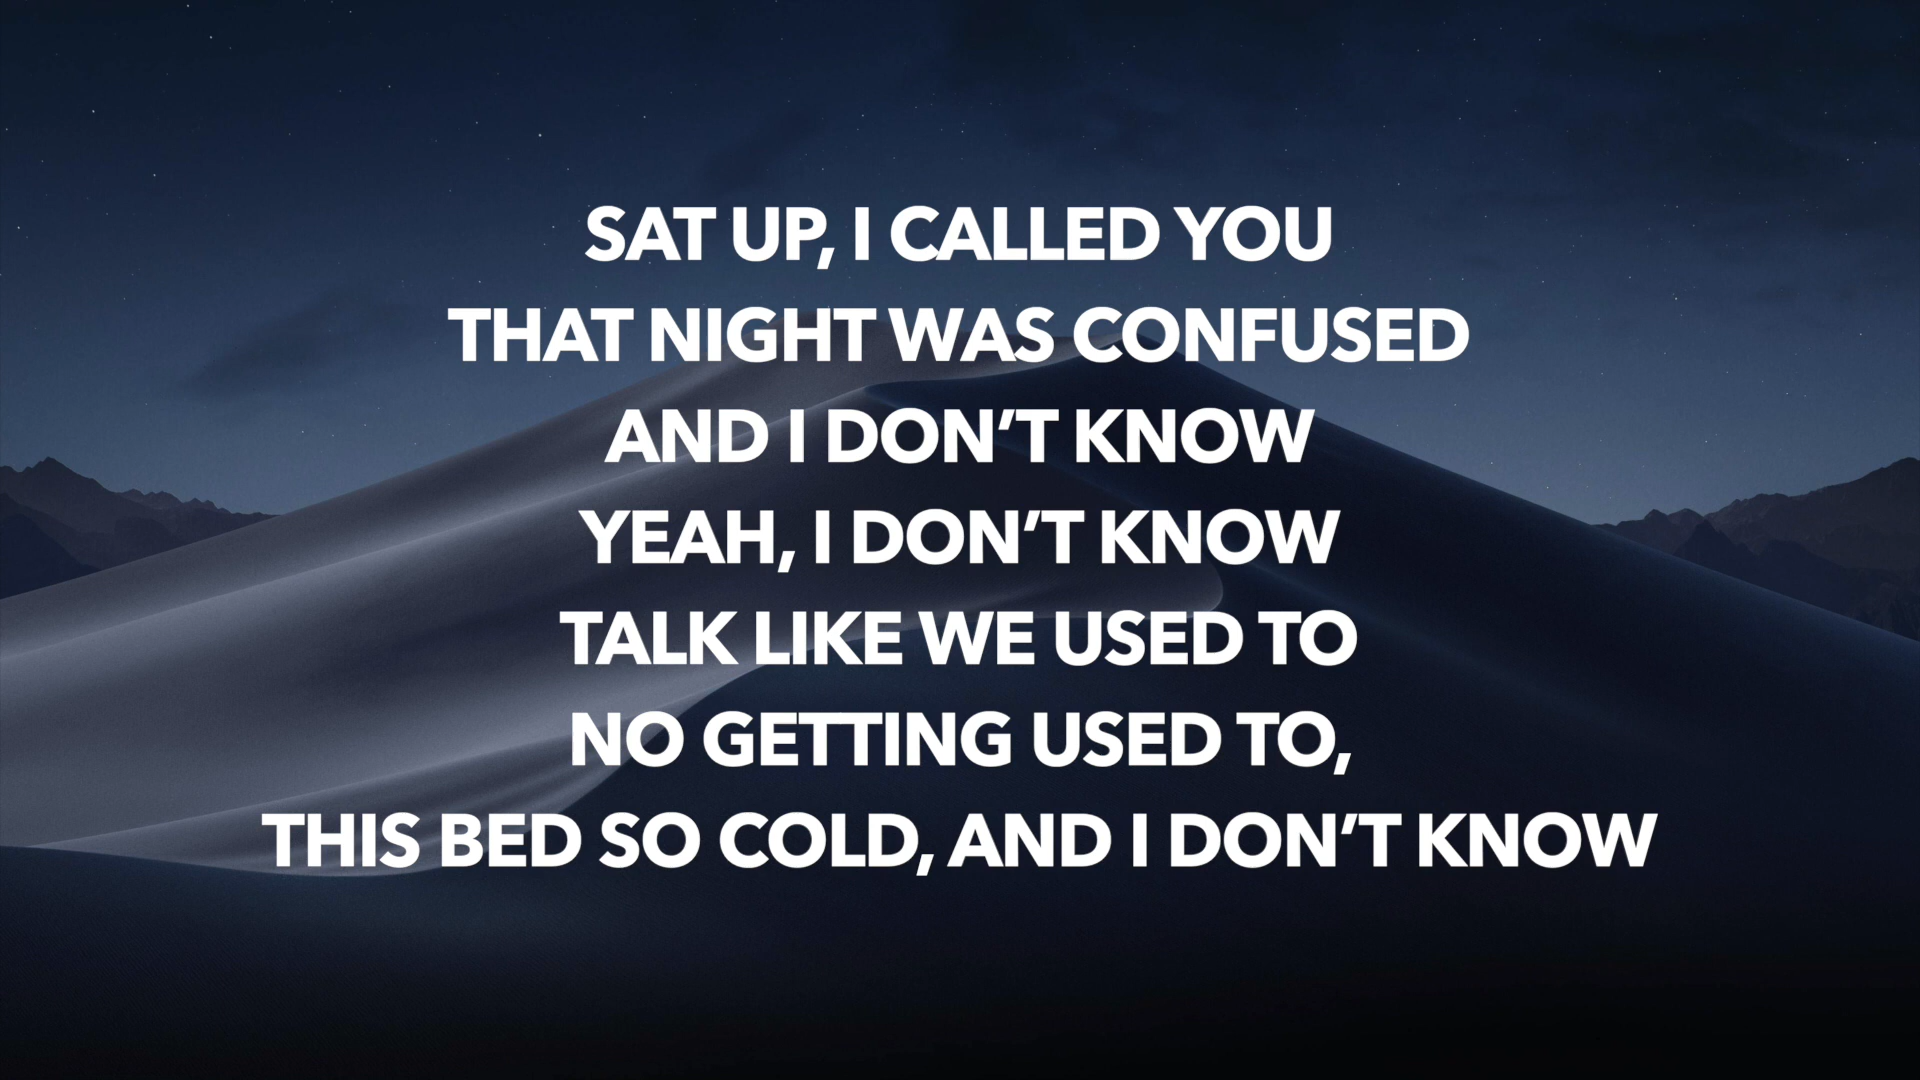 SAT UP, I CALLED YOU
THAT NIGHT WAS CONFUSED
AND I DON’T KNOW
YEAH, I DON’T KNOW
TALK LIKE WE USED TO
NO GETTING USED TO,
THIS BED SO COLD, AND I DON’T KNOW